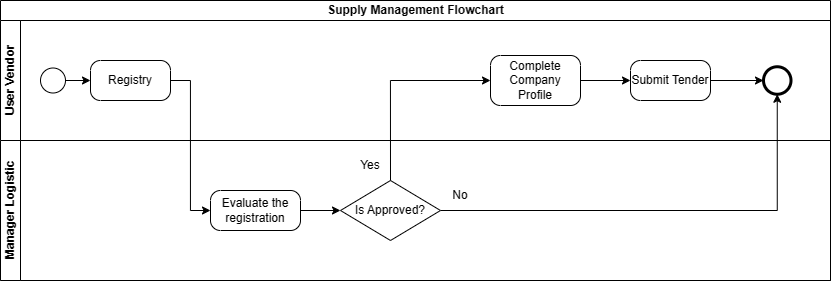 Supply Management Flowchart
User Vendor
Registry
Complete
Company
Profile
Submit Tender
Manager Logistic
Evaluate the
registration
Is Approved?
Yes
No